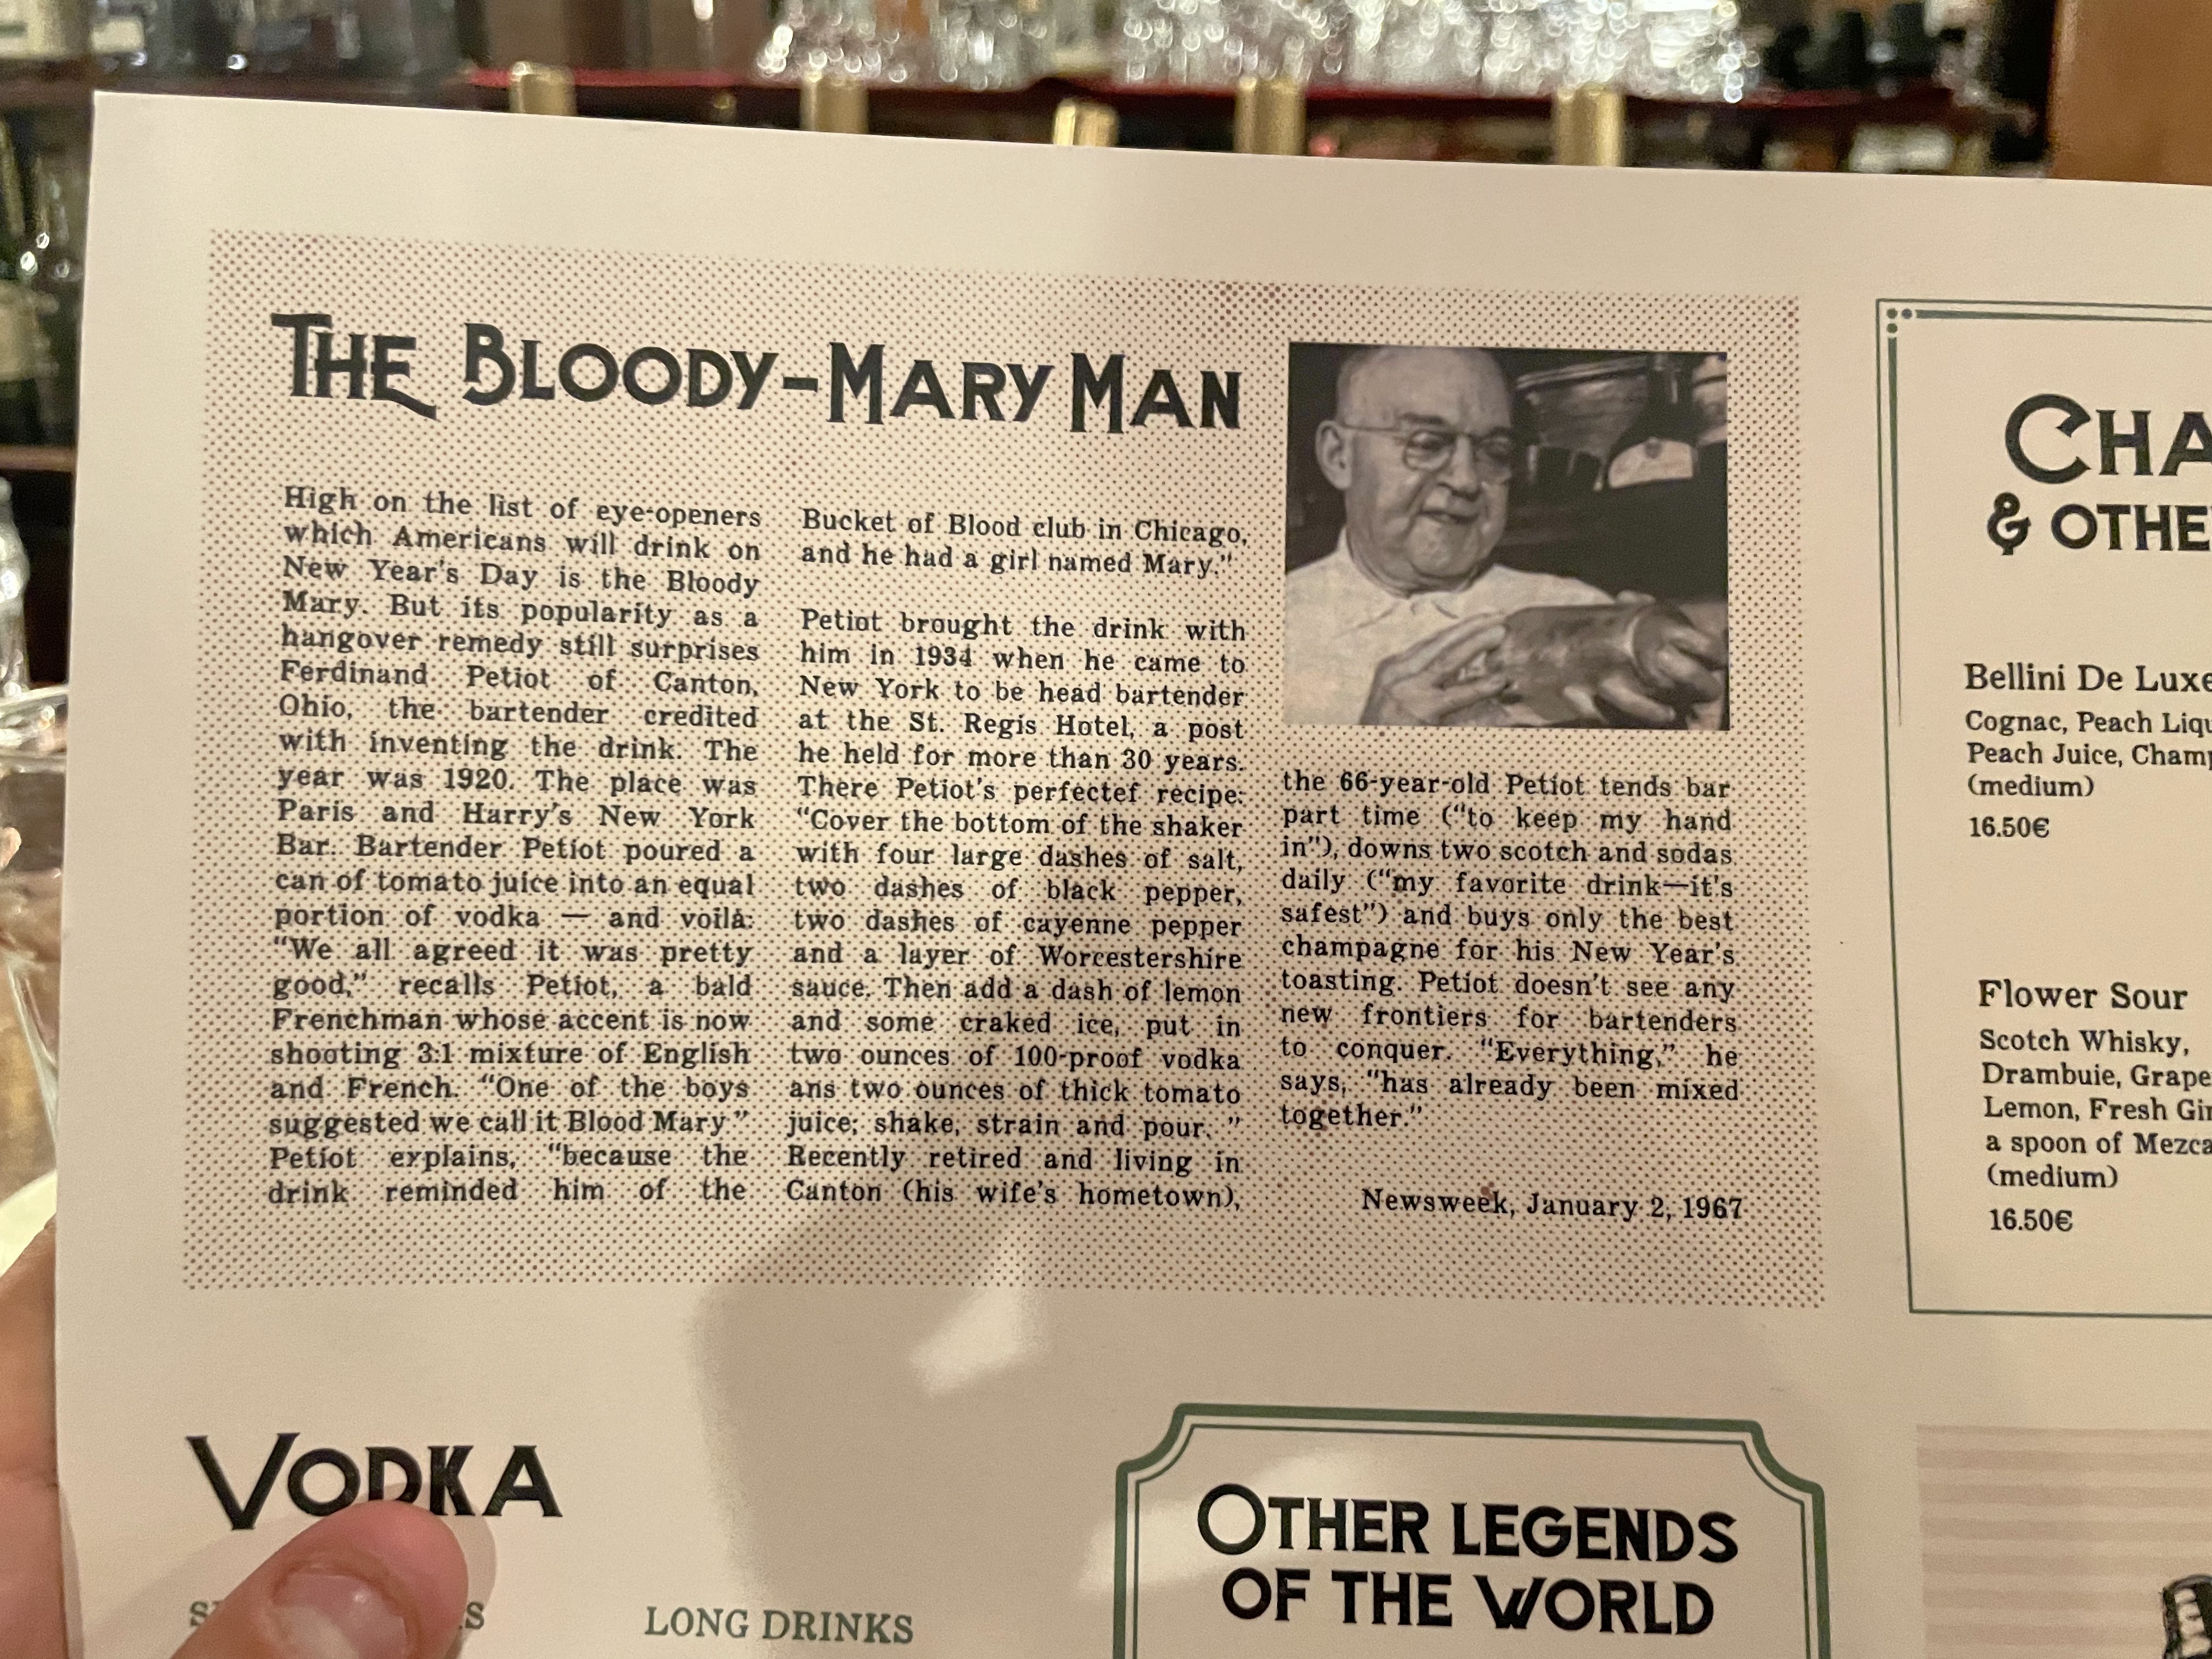 THE BLOODY-MARY MAN
High on the list of eye-openers
which Americans will drink on
New Year's Day is the Bloody
Mary. But its popularity as a
hangover remedy still surprises
Ferdinand Petiot of Canton,
Ohio, the bartender credited
with inventing the drink. The
year was 1920. The place was
Paris and Harry's New York
Bar. Bartender Petiot poured a
can of tomato juice into an equal
portion of vodka — and voilà:
“We all agreed it was pretty
good,” recalls Petiot, a bald
Frenchman whose accent is now
shooting 3:1 mixture of English
and French. “One of the boys
suggested we call it Blood Mary”
Petiot explains, “because the
drink reminded him of the
Bucket of Blood club in Chicago,
and he had a girl named Mary.”
Petiot brought the drink with
him in 1934 when he came to
New York to be head bartender
at the St. Regis Hotel, a post
he held for more than 30 years.
There Petiot's perfectef recipe:
“Cover the bottom of the shaker
with four large dashes of salt,
two dashes of black pepper,
two dashes of cayenne pepper
and a layer of Worcestershire
sauce. Then add a dash of lemon
and some craked ice, put in
two ounces of 100-proof vodka
ans two ounces of thick tomato
juice; shake, strain and pour. ”
Recently retired and living in
Canton (his wife's hometown),
the 66-year-old Petiot tends bar
part time (“to keep my hand
in”), downs two scotch and sodas
daily (“my favorite drink—it's
safest”) and buys only the best
champagne for his New Year's
toasting. Petiot doesn't see any
new frontiers for bartenders
to conquer. “Everything,” he
says, “has already been mixed
together.”
Newsweek, January 2, 1967
CHA
& OTHE
Bellini De Luxe
Cognac, Peach Liqu
Peach Juice, Champ
(medium)
16.50€
Flower Sour
Scotch Whisky,
Drambuie, Grape
Lemon, Fresh Gin
a spoon of Mezca
(medium)
16.50€
VODKA
LONG DRINKS
OTHER LEGENDS
OF THE WORLD